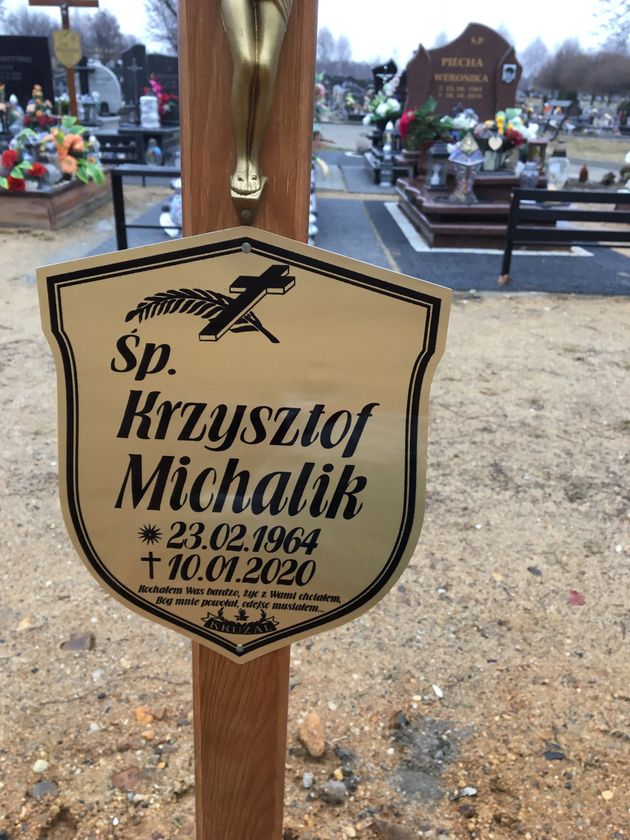 Ś.P.
PIECHA
WERONIKA
Śp.
Krzysztof
Michalik
23.02.1964
10.01.2020
Kochałem Was bardzo, żyć z Wami chciałem,
Bóg mnie powołał, odejść musiałem...
KRUŻAL